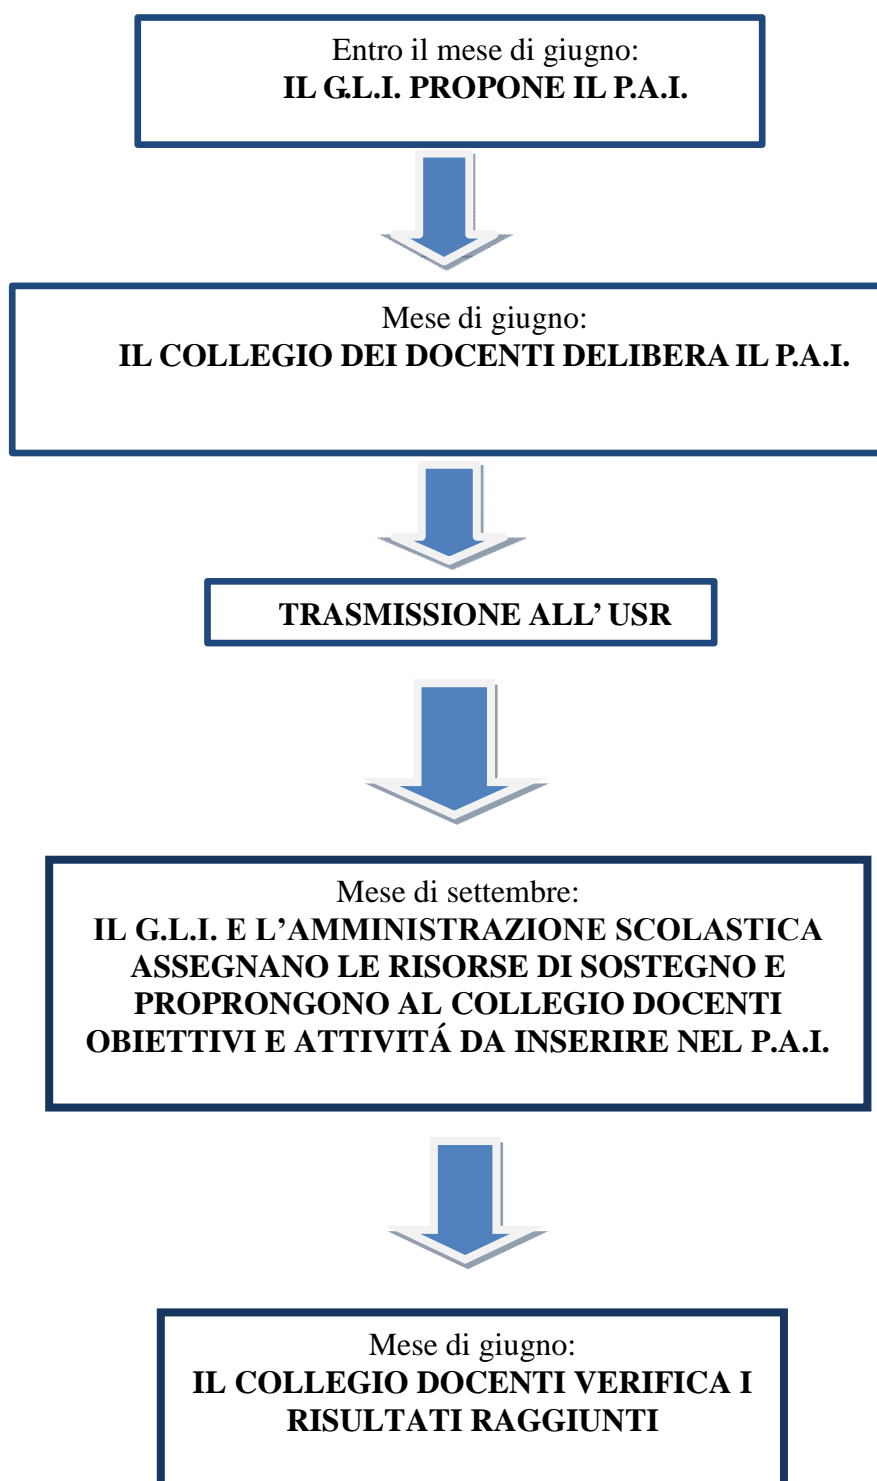 Entro il mese di giugno:
IL G.L.I. PROPONE IL P.A.I.
Mese di giugno:
IL COLLEGIO DEI DOCENTI DELIBERA IL P.A.I.
TRASMISSIONE ALL’ USR
Mese di settembre:
IL G.L.I. E L’AMMINISTRAZIONE SCOLASTICA
ASSEGNANO LE RISORSE DI SOSTEGNO E
PROPRONGONO AL COLLEGIO DOCENTI
OBIETTIVI E ATTIVITÁ DA INSERIRE NEL P.A.I.
Mese di giugno:
IL COLLEGIO DOCENTI VERIFICA I
RISULTATI RAGGIUNTI